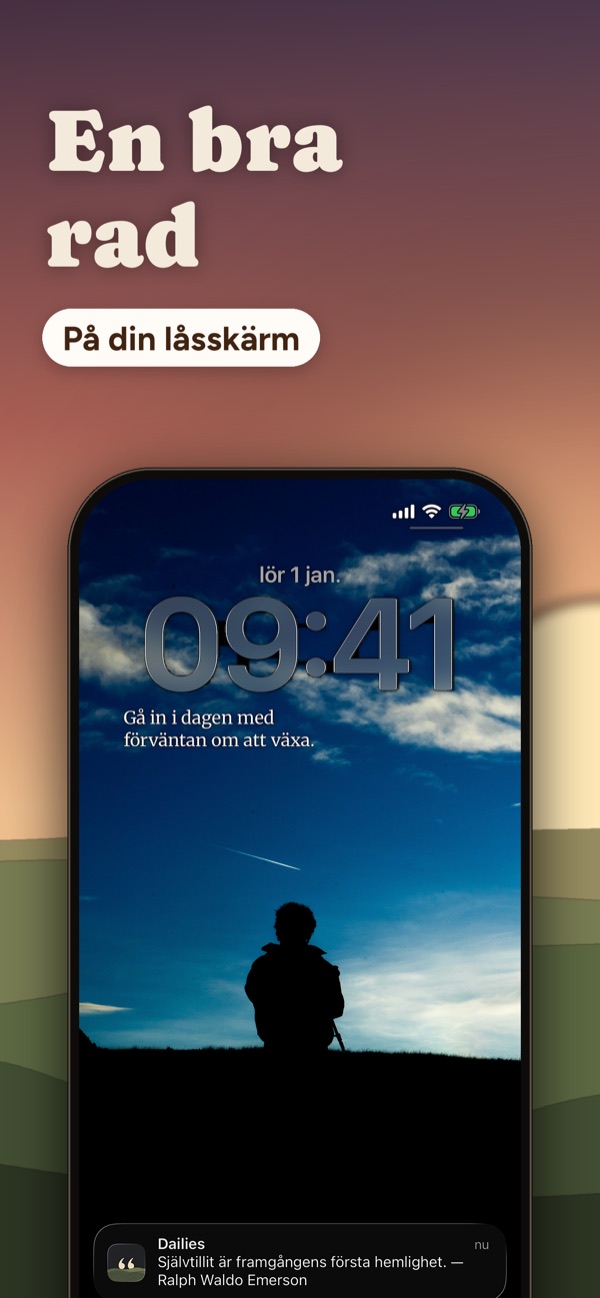 En bra
rad
På din låsskärm
lör 1 jan.
09:41
Gå in i dagen med
förväntan om att växa.
Dailies
nu
Självtillit är framgångens första hemlighet. —
Ralph Waldo Emerson